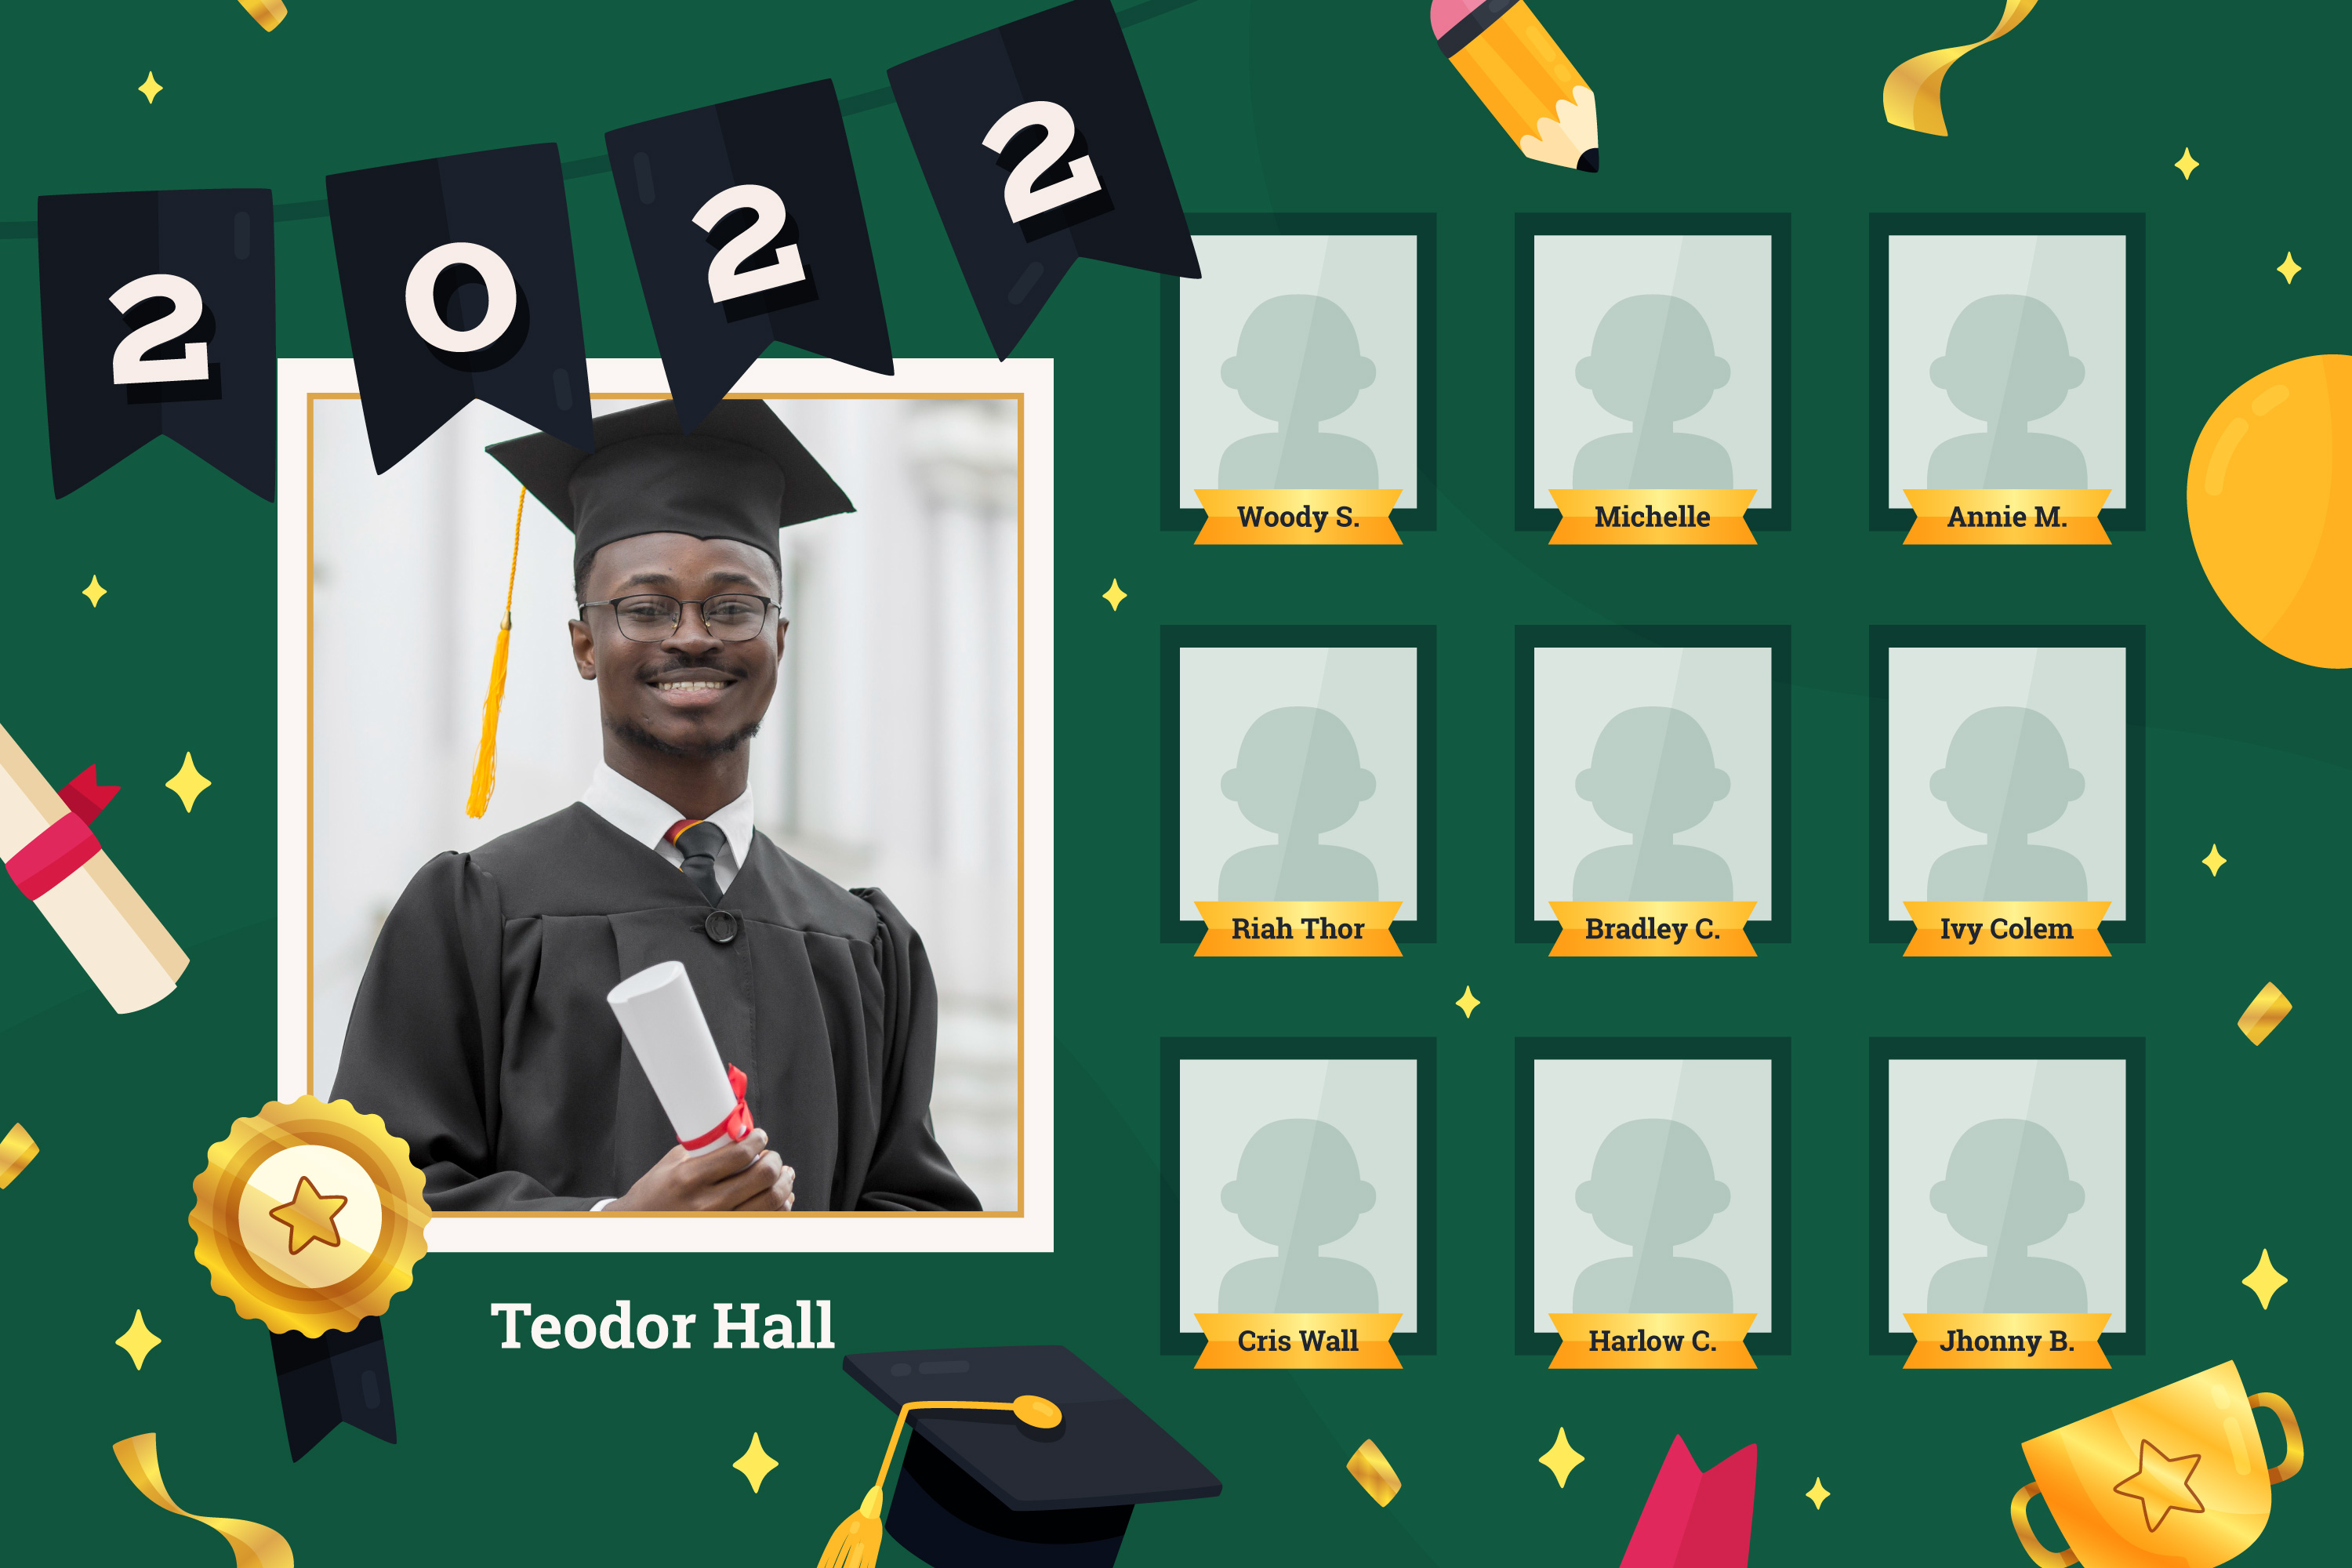 2022
Woody S.
Michelle
Annie M.
Riah Thor
Bradley C.
Ivy Colem
Cris Wall
Harlow C.
Jhonny B.
Teodor Hall